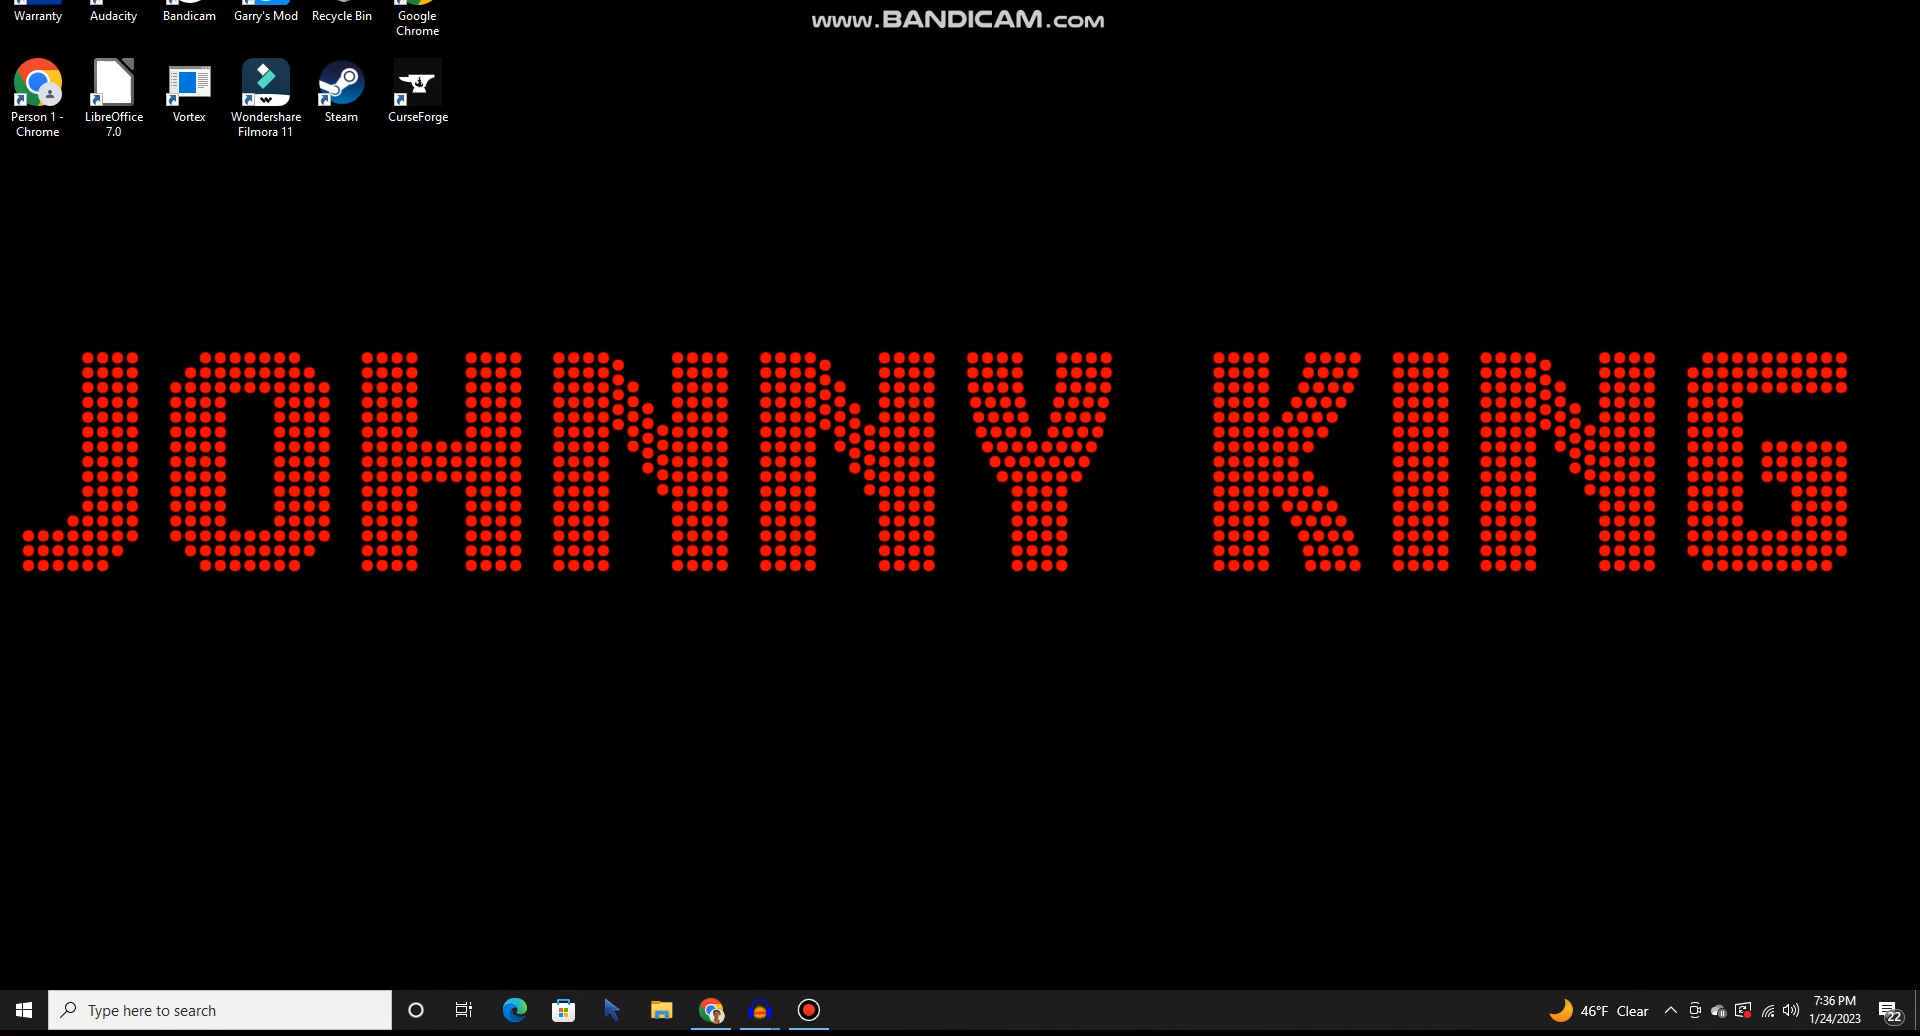 Warranty Audacity Bandicam Garry's Mod Recycle Bin Google Chrome
www.BANDICAM.com
Person 1 - Chrome LibreOffice 7.0 Vortex Wondershare Filmora 11 Steam CurseForge
JOHNNY KING
Type here to search 46°F Clear 7:36 PM
1/24/2023 22